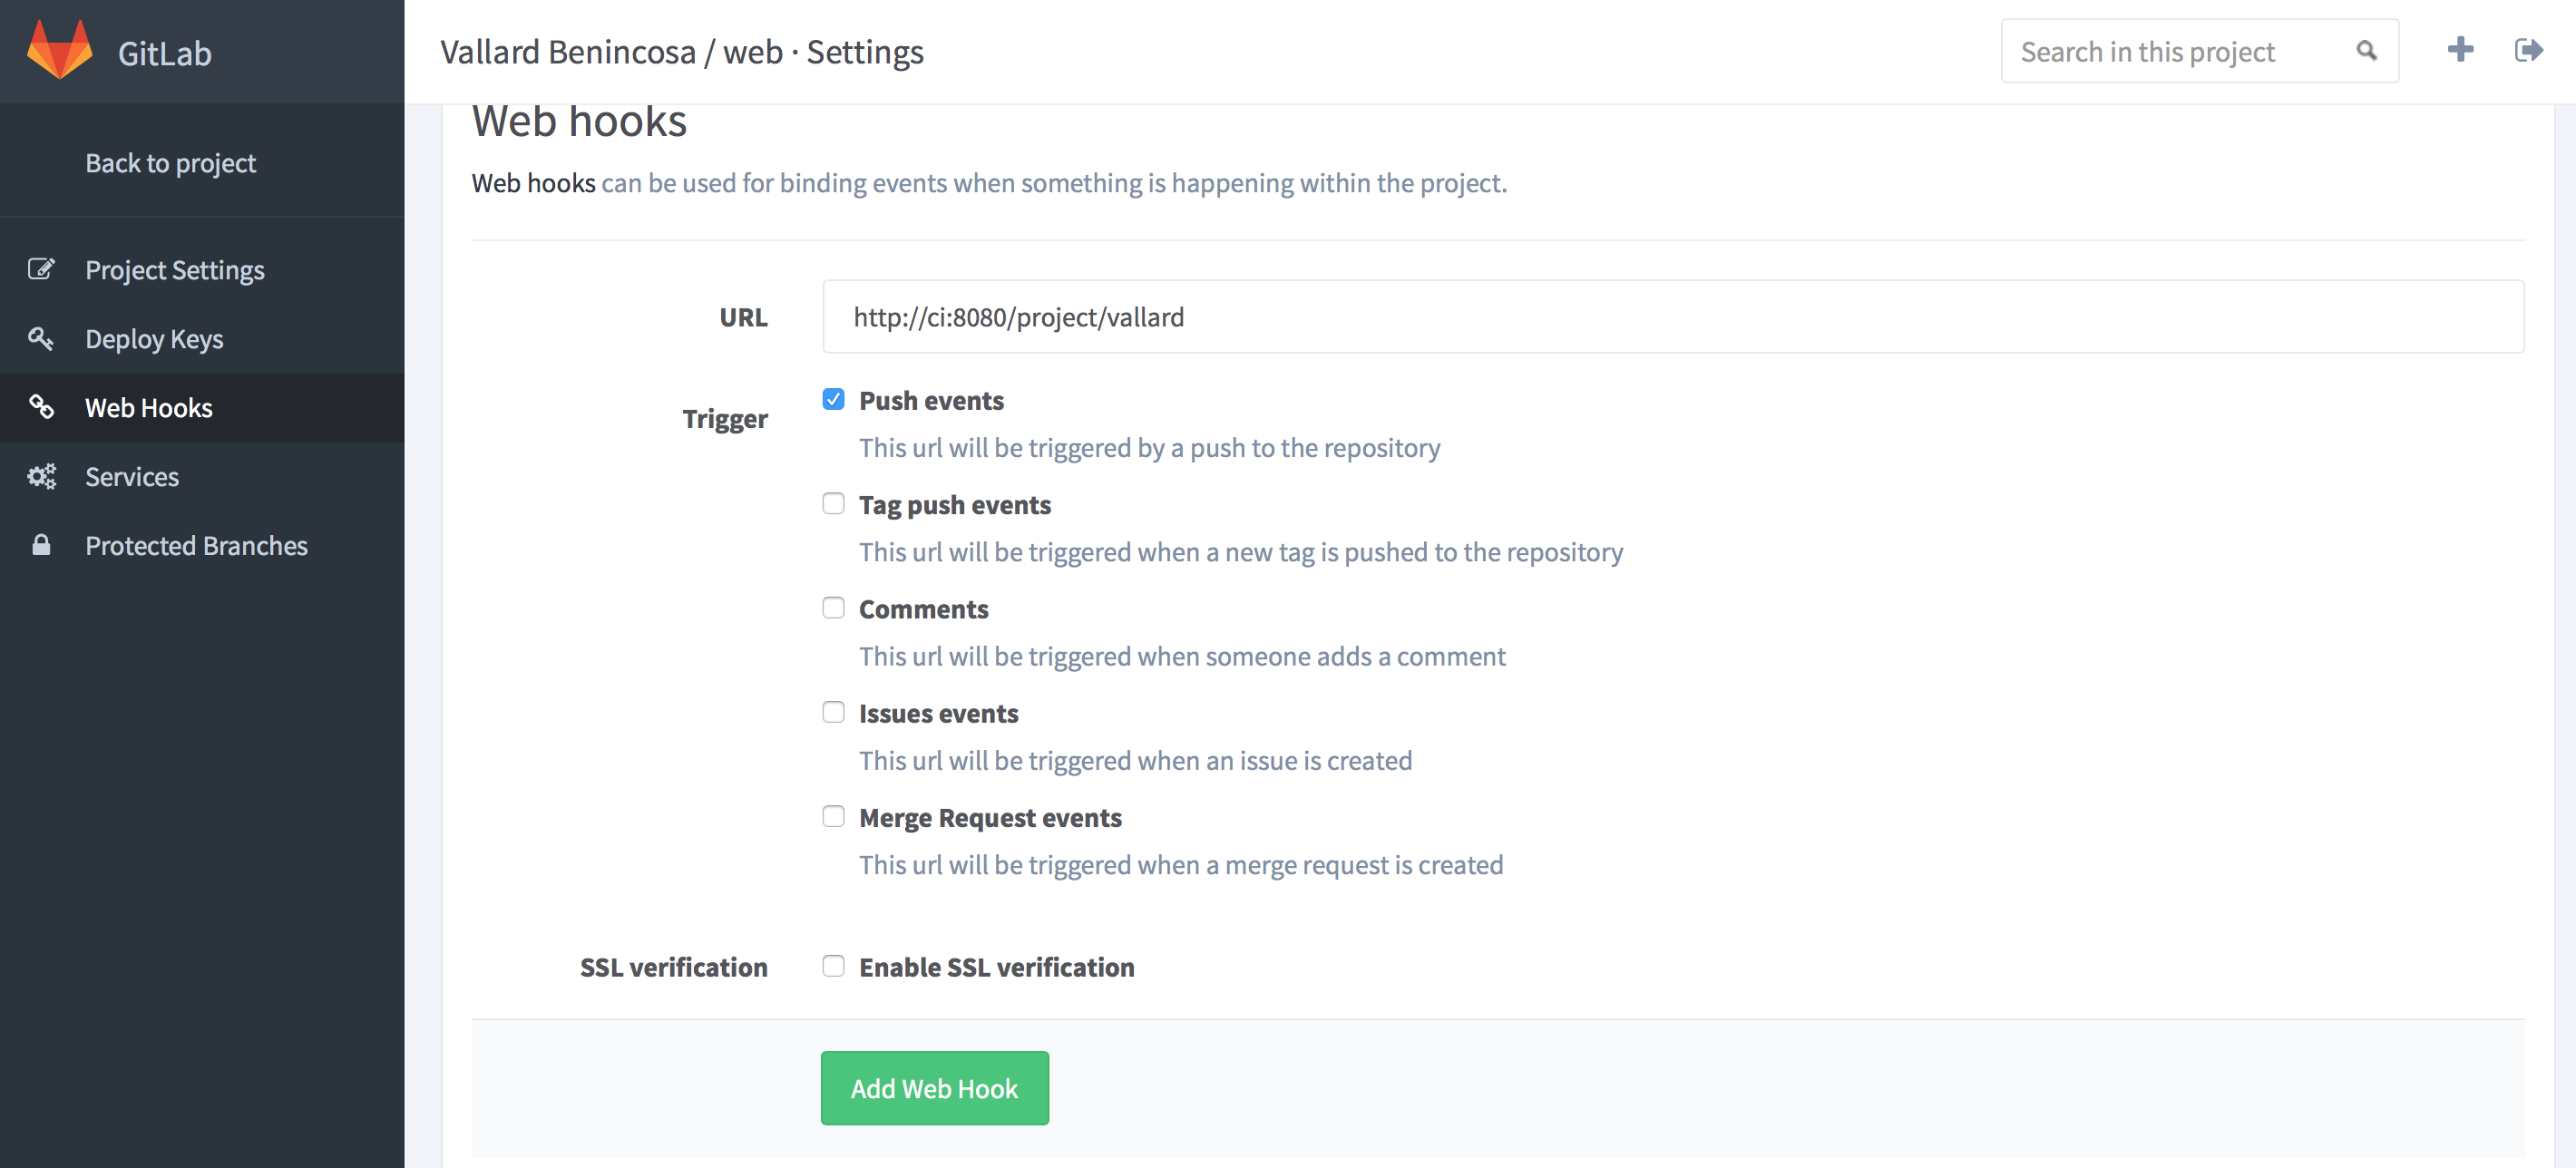 GitLab
Vallard Benincosa / web · Settings
Search in this project
Back to project
Project Settings
Deploy Keys
Web Hooks
Services
Protected Branches
Web hooks
Web hooks can be used for binding events when something is happening within the project.
URL
http://ci:8080/project/vallard
Trigger
Push events
This url will be triggered by a push to the repository
Tag push events
This url will be triggered when a new tag is pushed to the repository
Comments
This url will be triggered when someone adds a comment
Issues events
This url will be triggered when an issue is created
Merge Request events
This url will be triggered when a merge request is created
SSL verification
Enable SSL verification
Add Web Hook